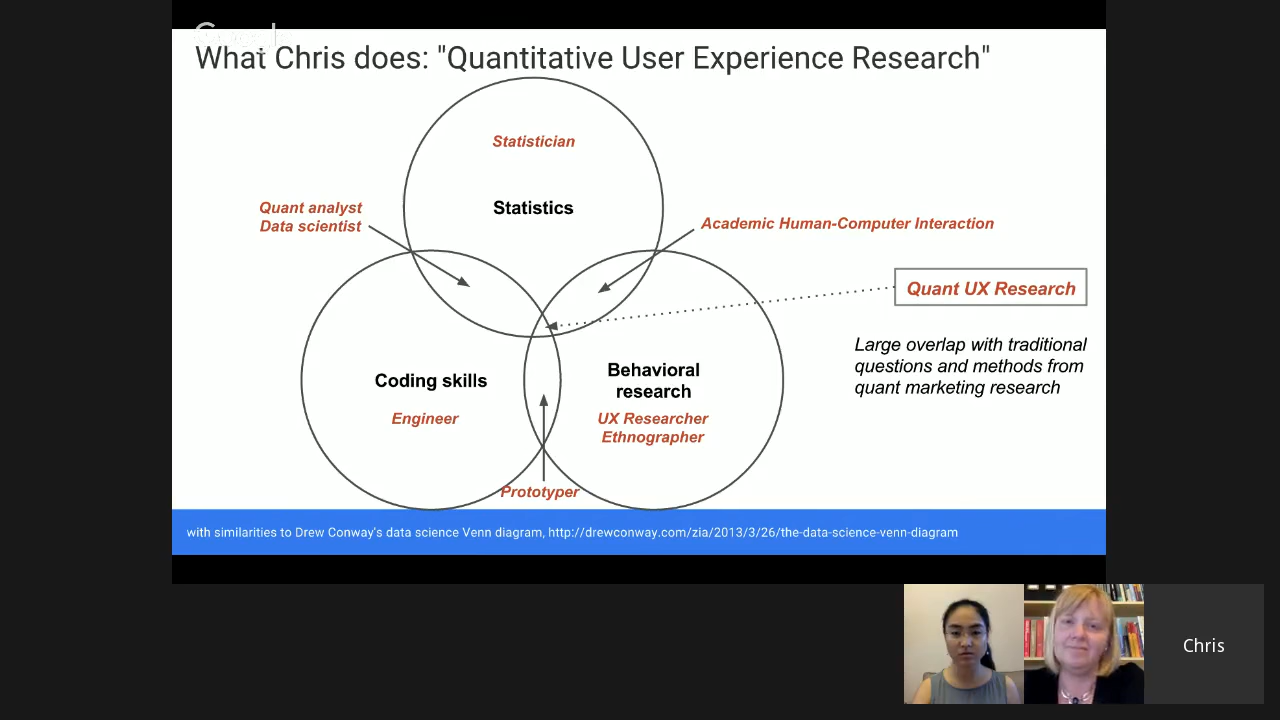 Google
What Chris does: "Quantitative User Experience Research"
Statistician
Statistics
Quant analyst
Data scientist
Academic Human-Computer Interaction
Quant UX Research
Large overlap with traditional
questions and methods from
quant marketing research
Coding skills
Engineer
Behavioral
research
UX Researcher
Ethnographer
Prototyper
with similarities to Drew Conway's data science Venn diagram, http://drewconway.com/zia/2013/3/26/the-data-science-venn-diagram
Chris